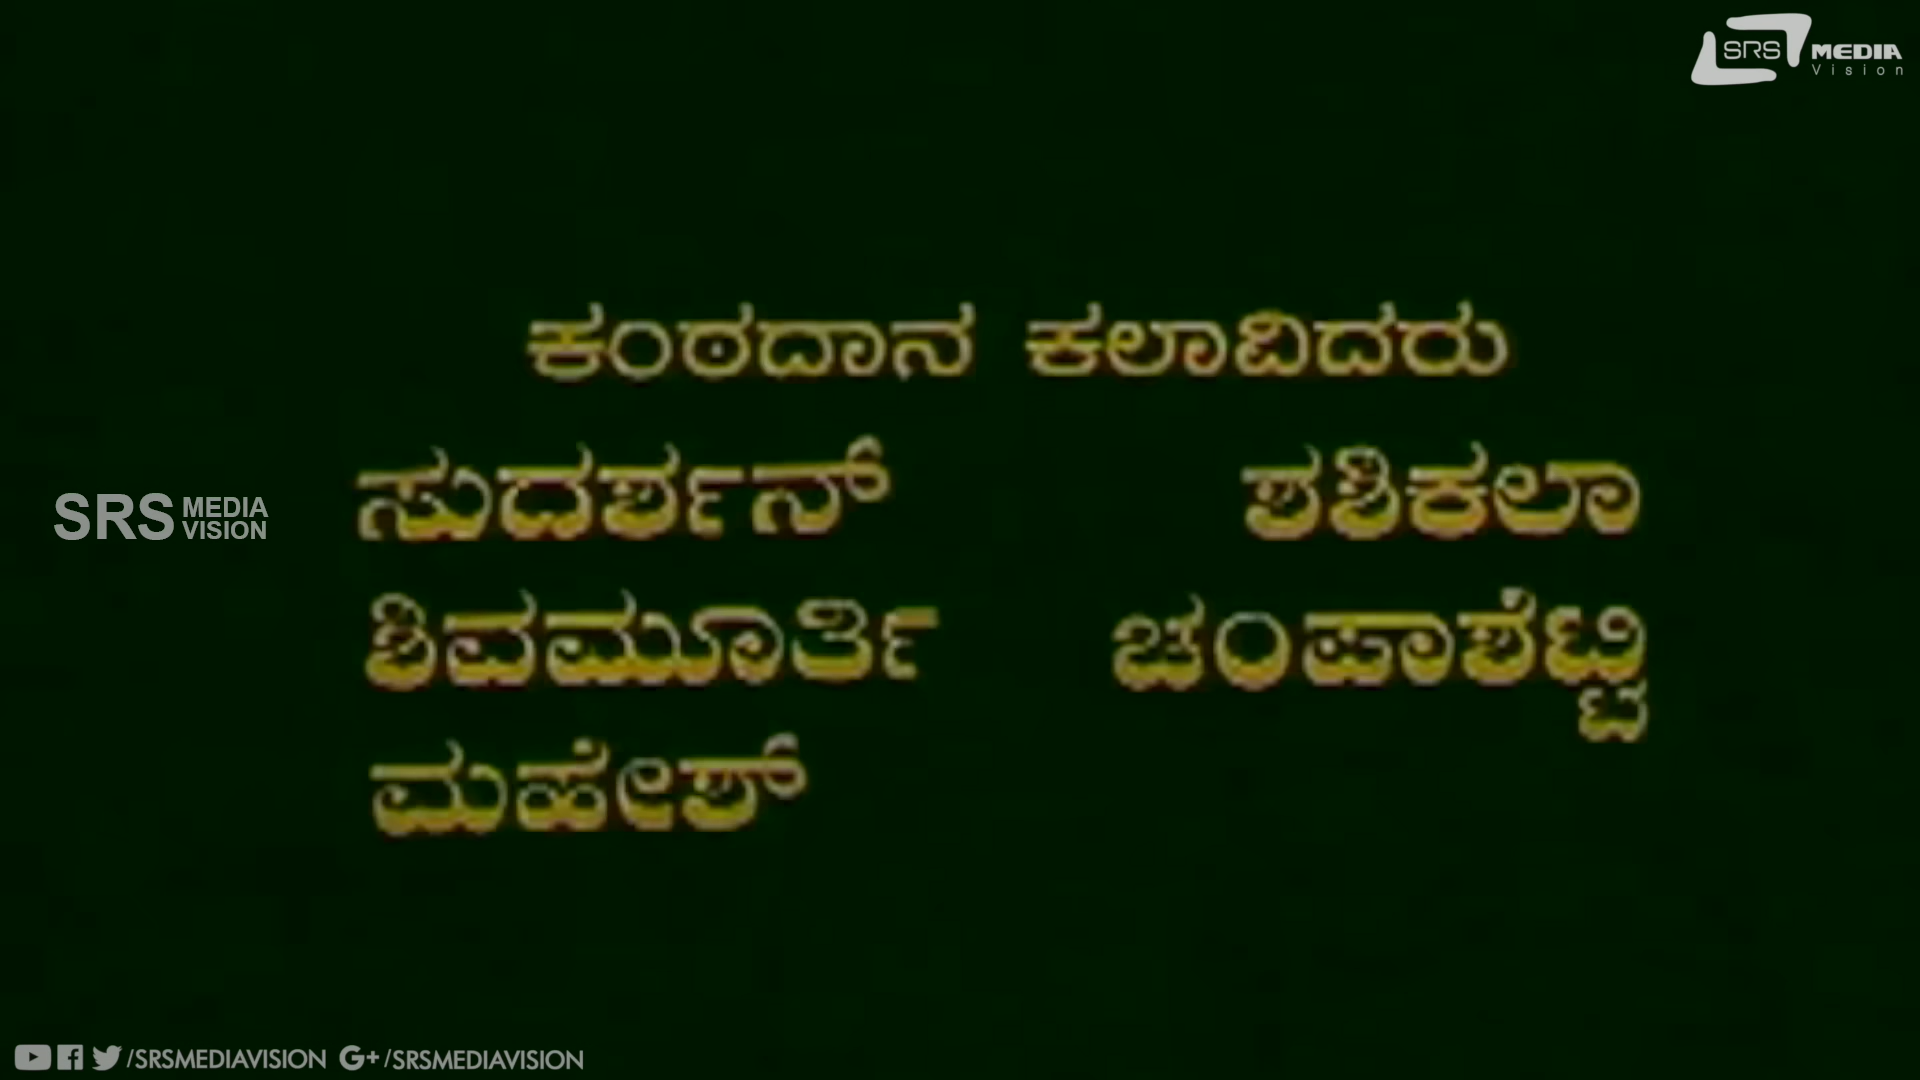 SRS MEDIA
Vision
ಕಂಠದಾನ ಕಲಾವಿದರು
ಸುದರ್ಶನ್ ಶಶಿಕಲಾ
SRS MEDIA VISION
ಶಿವಮೂರ್ತಿ ಚಂಪಾಶೆಟ್ಟಿ
ಮಹೇಶ್
/SRSMEDIAVISION G+/SRSMEDIAVISION